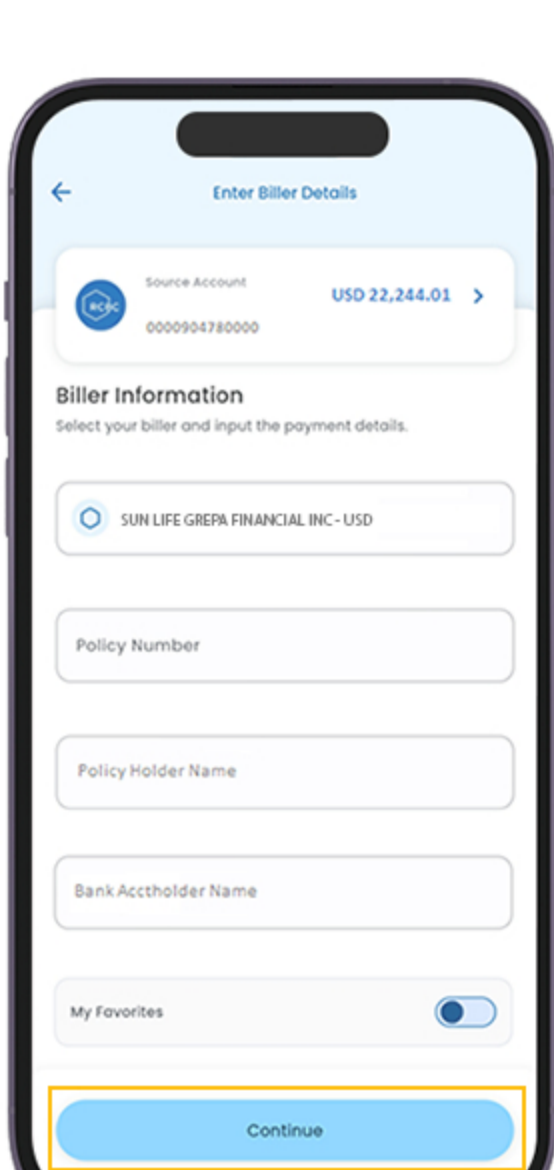 Enter Biller Details
Source Account
USD 22,244.01
RCBC
0000904780000
Biller Information
Select your biller and input the payment details.
SUN LIFE GREPA FINANCIAL INC - USD
Policy Number
Policy Holder Name
Bank Acctholder Name
My Favorites
Continue